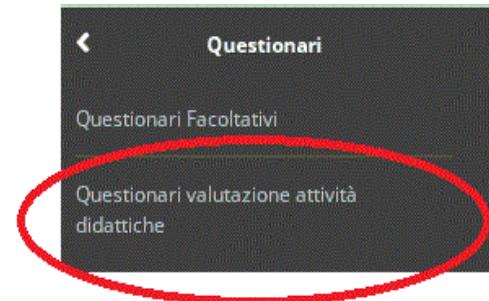 Questionari
Questionari Facoltativi
Questionari valutazione attività
didattiche